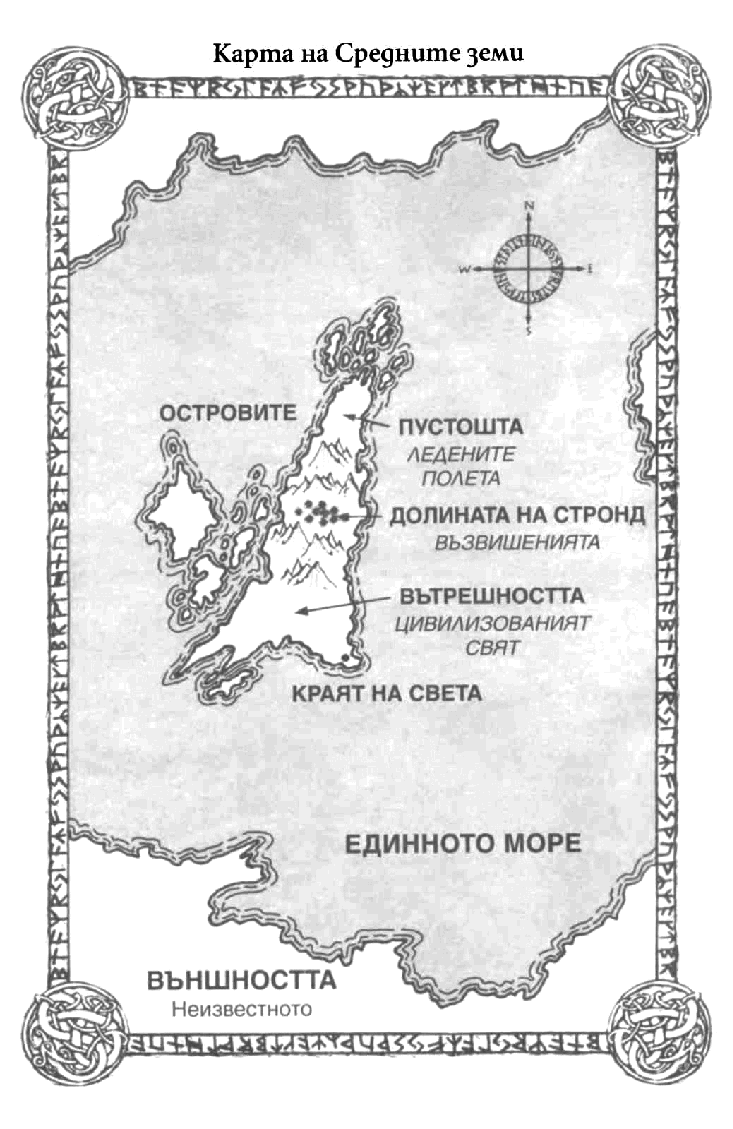 Карта на Средните земи
N
W
E
S
ОСТРОВИТЕ
ПУСТОШТА
ЛЕДЕНИТЕ
ПОЛЕТА
ДОЛИНАТА НА СТРОНД
ВЪЗВИШЕНИЯТА
ВЪТРЕШНОСТТА
ЦИВИЛИЗОВАНИЯТ
СВЯТ
КРАЯТ НА СВЕТА
ЕДИННОТО МОРЕ
ВЪНШНОСТТА
Неизвестното